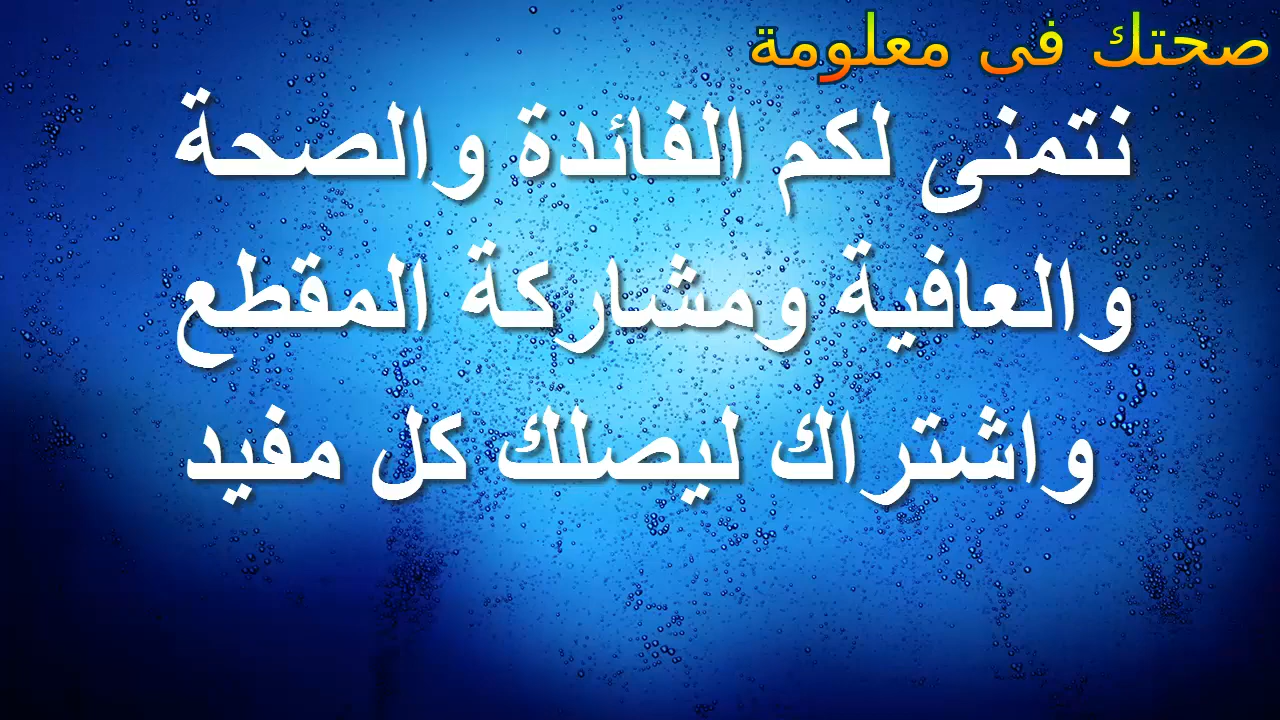 صحتك فى معلومة
نتمنى لكم الفائدة والصحة
والعافية ومشاركة المقطع
واشتراك ليصلك كل مفيد